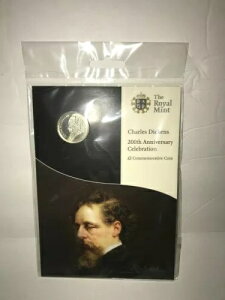 The
Royal
Mint
Charles Dickens
200th Anniversary
Celebration
£2 Commemorative Coin